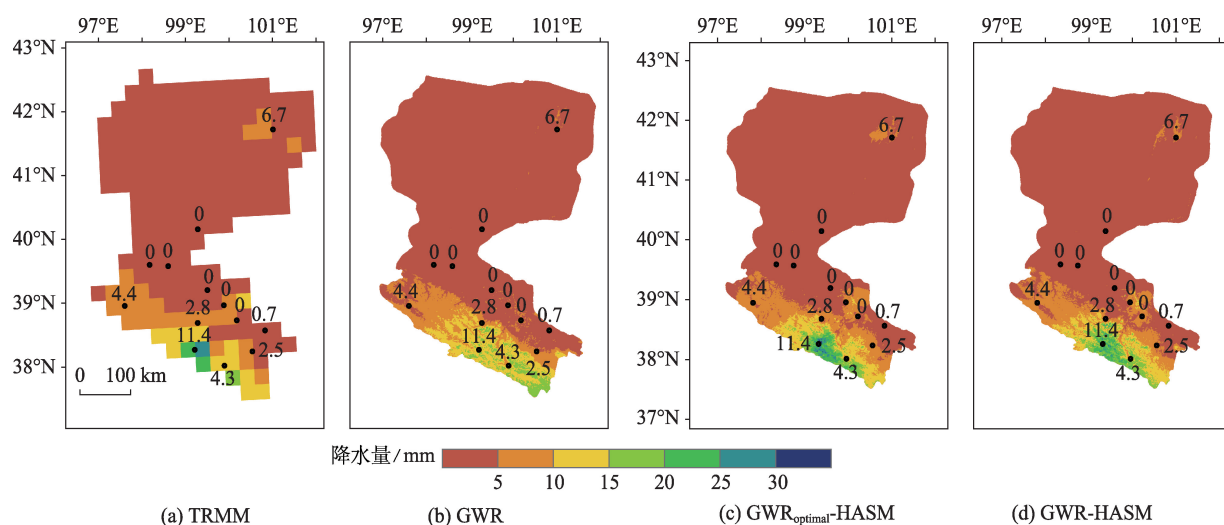 97°E 99°E 101°E 97°E 99°E 101°E 97°E 99°E 101°E 97°E 99°E 101°E
43°N
42°N
41°N
40°N
39°N
38°N
0 100 km
6.7
0
0 0
0
0
4.4
2.8
0
0.7
11.4
2.5
4.3
6.7
0
0 0
0
0
4.4
2.8
0
0.7
11.4
4.3
2.5
43°N
42°N
41°N
40°N
39°N
38°N
37°N
6.7
0
0 0
0
0
4.4
2.8
0
0.7
11.4
2.5
4.3
6.7
0
0 0
0
0
4.4
2.8
0
0.7
11.4
2.5
4.3
降水量/mm
5 10 15 20 25 30
(a) TRMM
(b) GWR
(c) GWRoptimal-HASM
(d) GWR-HASM